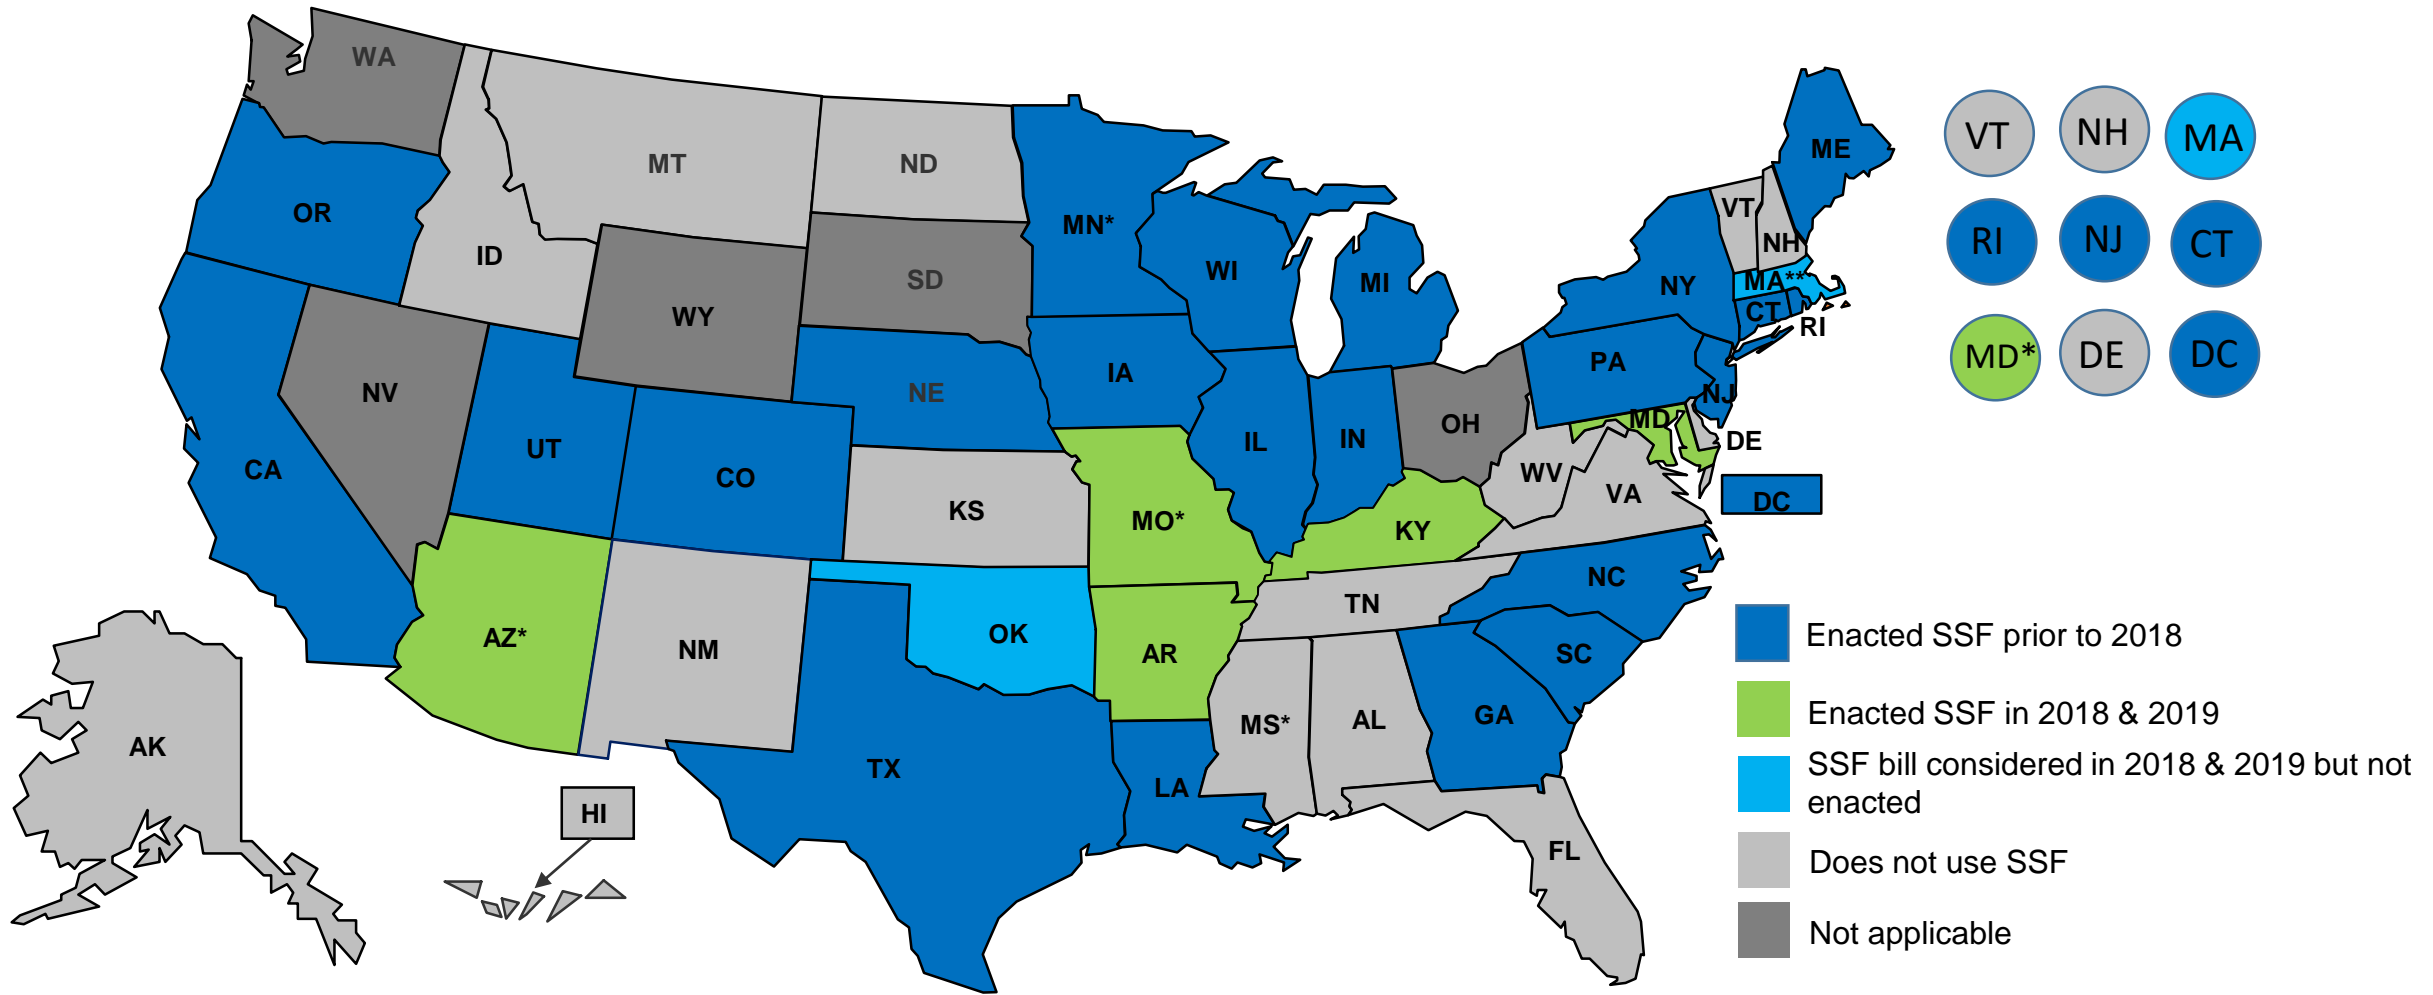 WA
MT
ND
MN*
ME
VT
NH
MA
OR
ID
SD
WI
MI
NY
VT
NH
MA**
RI
NJ
CT
WY
CT
RI
NV
NE
IA
PA
NJ
MD*
DE
DC
UT
CO
IL
IN
OH
MD
DE
CA
KS
MO*
KY
WV
VA
DC
AZ*
NM
OK
AR
TN
NC
SC
Enacted SSF prior to 2018
AK
TX
LA
MS*
AL
GA
Enacted SSF in 2018 & 2019
SSF bill considered in 2018 & 2019 but not
enacted
HI
FL
Does not use SSF
Not applicable